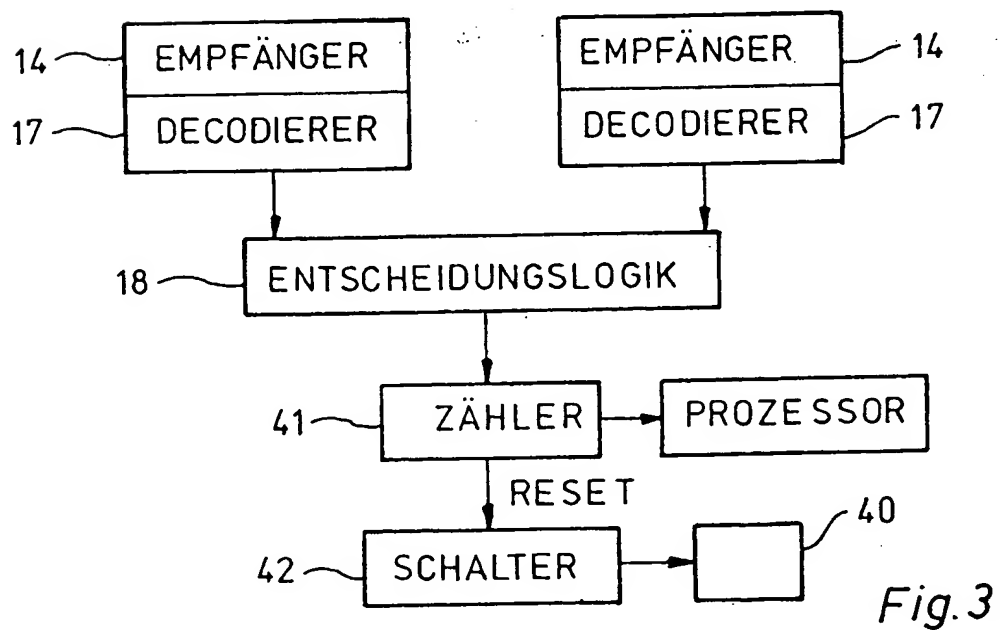 14 EMPFÄNGER EMPFÄNGER 14
17 DECODIERER DECODIERER 17
18 ENTSCHEIDUNGSLOGIK
41 ZÄHLER PROZESSOR
RESET
40
42 SCHALTER
Fig.3